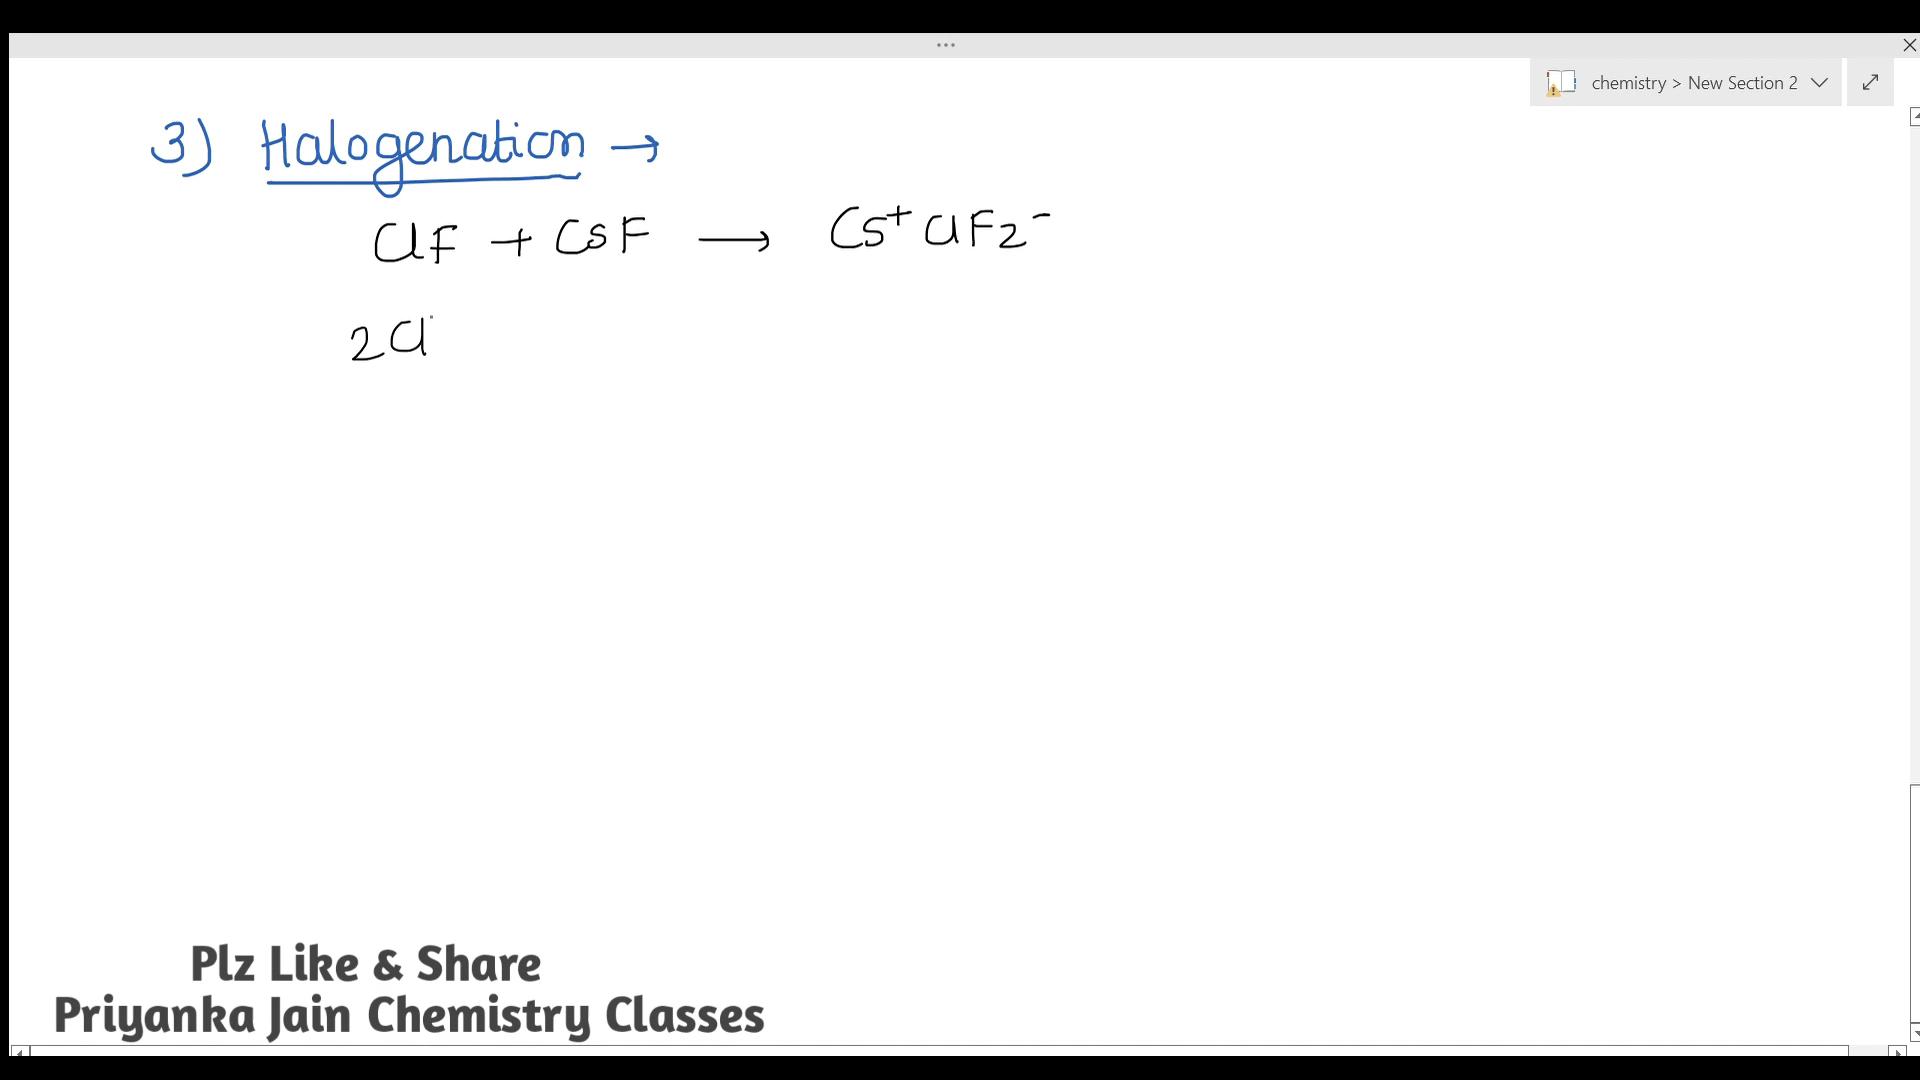 chemistry > New Section 2
3) Halogenation →
ClF + CsF ⟶ Cs⁺ ClF2⁻
2Cl
Plz Like & Share
Priyanka Jain Chemistry Classes